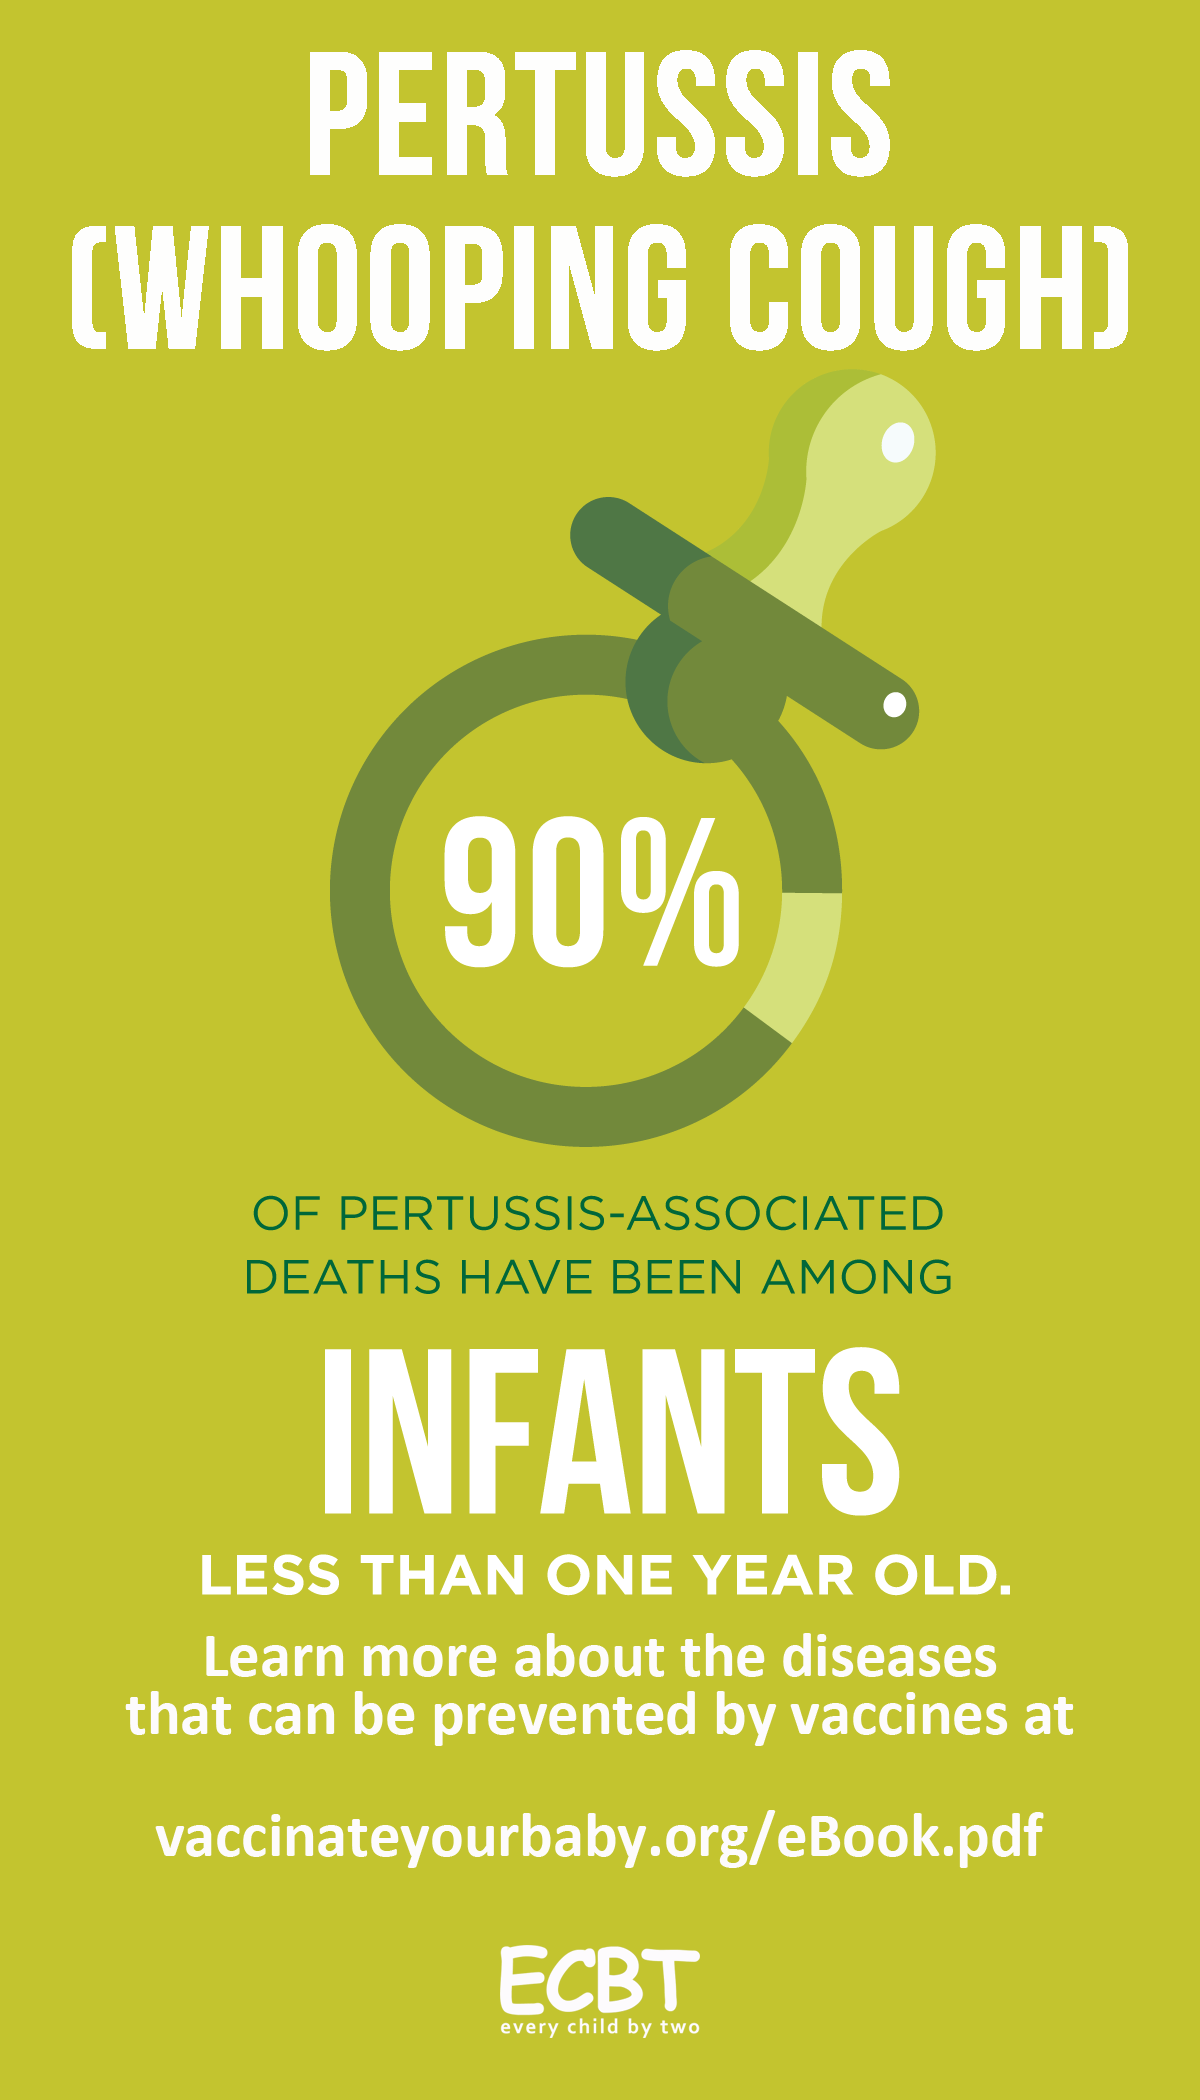 PERTUSSIS
(WHOOPING COUGH)
90%
OF PERTUSSIS-ASSOCIATED
DEATHS HAVE BEEN AMONG
INFANTS
LESS THAN ONE YEAR OLD.
Learn more about the diseases
that can be prevented by vaccines at
vaccinateyourbaby.org/eBook.pdf
ECBT
every child by two